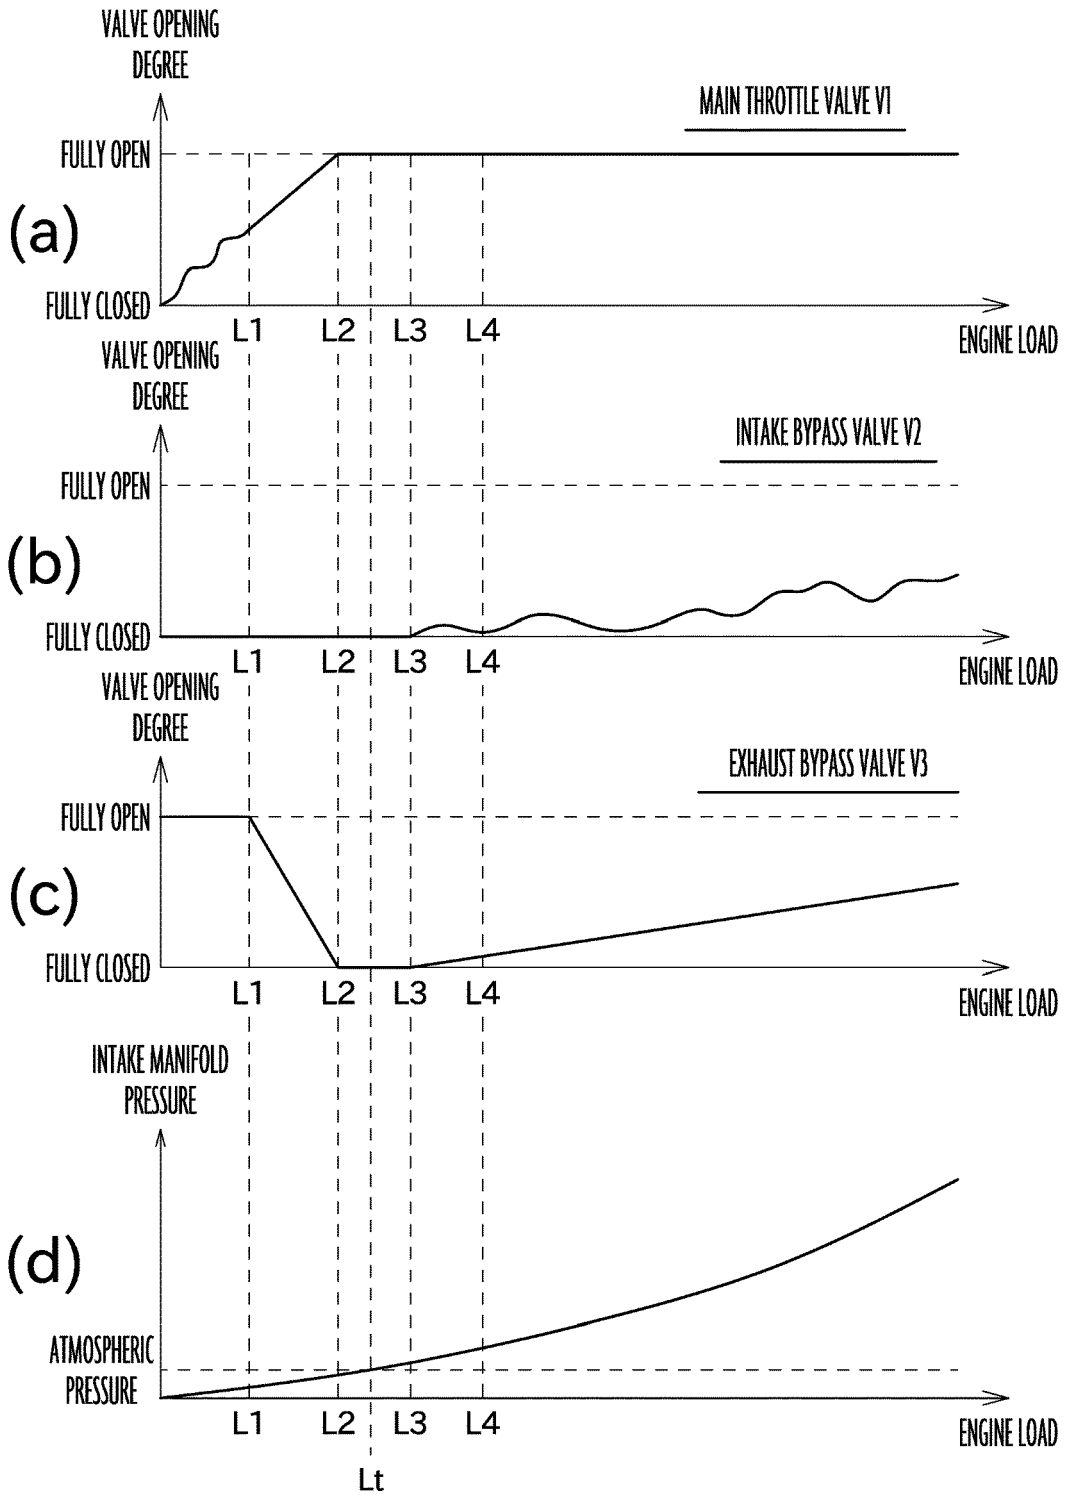 VALVE OPENING
DEGREE
MAIN THROTTLE VALVE V1
FULLY OPEN
(a)
FULLY CLOSED
L1 L2 L3 L4
ENGINE LOAD
VALVE OPENING
DEGREE
INTAKE BYPASS VALVE V2
FULLY OPEN
(b)
FULLY CLOSED
L1 L2 L3 L4
ENGINE LOAD
VALVE OPENING
DEGREE
EXHAUST BYPASS VALVE V3
FULLY OPEN
(c)
FULLY CLOSED
L1 L2 L3 L4
ENGINE LOAD
INTAKE MANIFOLD
PRESSURE
(d)
ATMOSPHERIC
PRESSURE
L1 L2 L3 L4
ENGINE LOAD
Lt